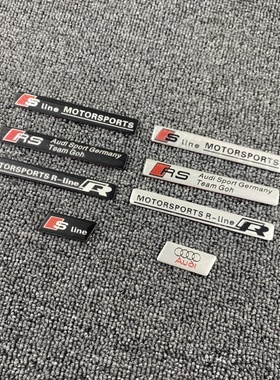 S line MOTORSPORTS
RS Audi Sport Germany
Team Goh
MOTORSPORTS R-line R
S line
S line MOTORSPORTS
RS Audi Sport Germany
Team Goh
MOTORSPORTS R-line R
Audi